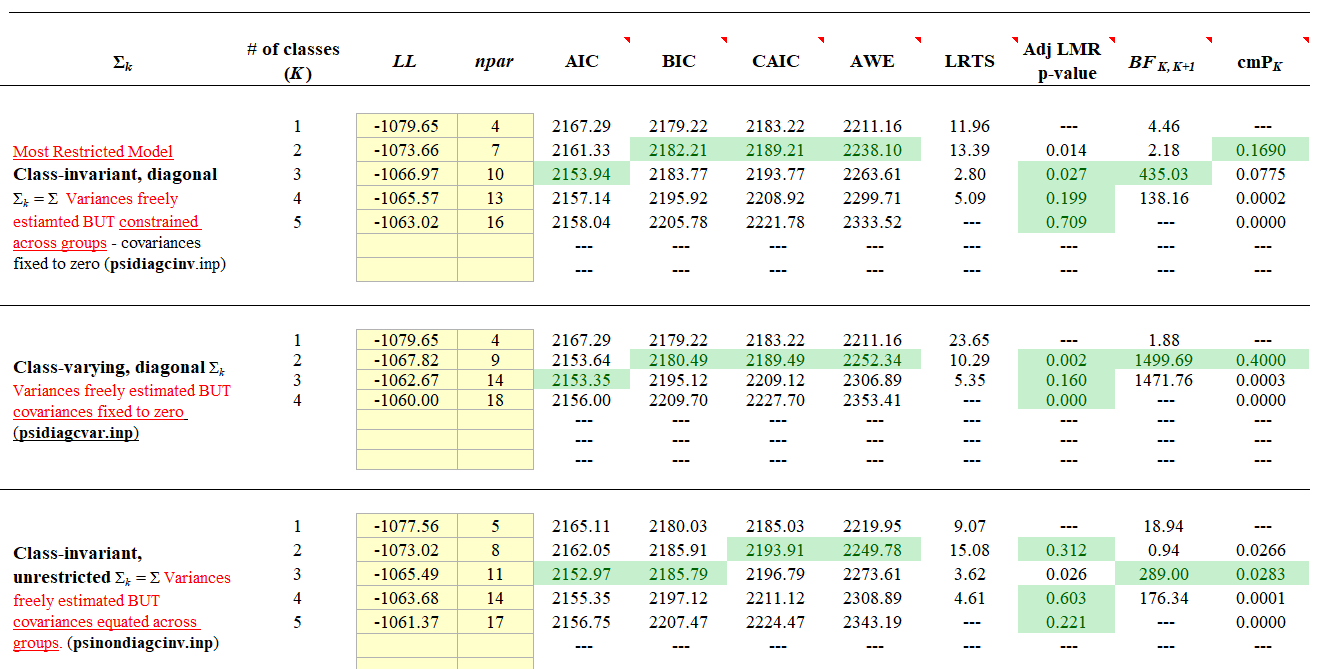 Σk # of classes (K) LL npar AIC BIC CAIC AWE LRTS Adj LMR p-value BF K, K+1 cmPK
1 -1079.65 4 2167.29 2179.22 2183.22 2211.16 11.96 --- 4.46 ---
Most Restricted Model 2 -1073.66 7 2161.33 2182.21 2189.21 2238.10 13.39 0.014 2.18 0.1690
Class-invariant, diagonal 3 -1066.97 10 2153.94 2183.77 2193.77 2263.61 2.80 0.027 435.03 0.0775
Σk = Σ Variances freely 4 -1065.57 13 2157.14 2195.92 2208.92 2299.71 5.09 0.199 138.16 0.0002
estiamted BUT constrained 5 -1063.02 16 2158.04 2205.78 2221.78 2333.52 --- 0.709 --- 0.0000
across groups - covariances --- --- --- --- --- --- --- ---
fixed to zero (psidiagcinv.inp) --- --- --- --- --- --- --- ---
1 -1079.65 4 2167.29 2179.22 2183.22 2211.16 23.65 --- 1.88 ---
Class-varying, diagonal Σk 2 -1067.82 9 2153.64 2180.49 2189.49 2252.34 10.29 0.002 1499.69 0.4000
Variances freely estimated BUT 3 -1062.67 14 2153.35 2195.12 2209.12 2306.89 5.35 0.160 1471.76 0.0003
covariances fixed to zero 4 -1060.00 18 2156.00 2209.70 2227.70 2353.41 --- 0.000 --- 0.0000
(psidiagcvar.inp) --- --- --- --- --- --- --- ---
--- --- --- --- --- --- --- ---
--- --- --- --- --- --- --- ---
1 -1077.56 5 2165.11 2180.03 2185.03 2219.95 9.07 --- 18.94 ---
Class-invariant, 2 -1073.02 8 2162.05 2185.91 2193.91 2249.78 15.08 0.312 0.94 0.0266
unrestricted Σk = Σ Variances 3 -1065.49 11 2152.97 2185.79 2196.79 2273.61 3.62 0.026 289.00 0.0283
freely estimated BUT 4 -1063.68 14 2155.35 2197.12 2211.12 2308.89 4.61 0.603 176.34 0.0001
covariances equated across 5 -1061.37 17 2156.75 2207.47 2224.47 2343.19 --- 0.221 --- 0.0000
groups. (psinondiagcinv.inp) --- --- --- --- --- --- --- ---